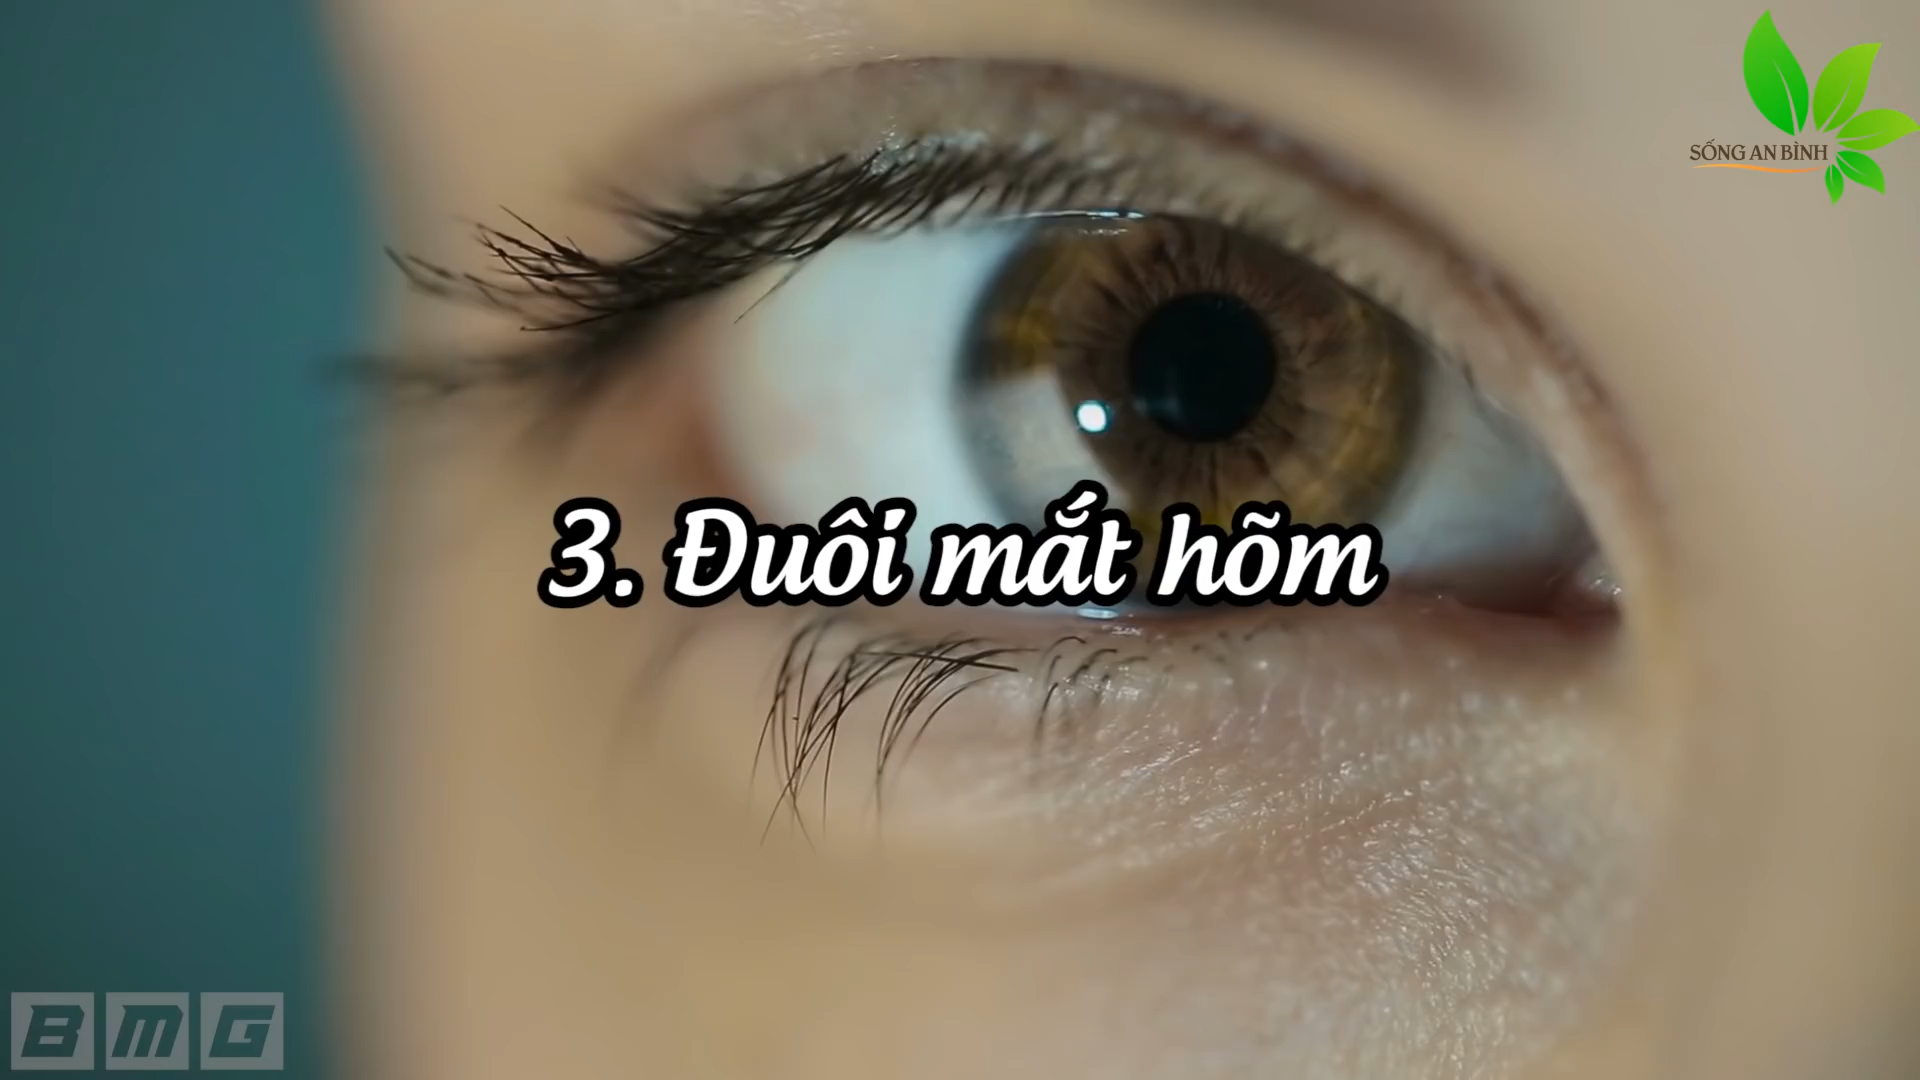 SỐNG AN BÌNH
3. Đuôi mắt hõm
BMG